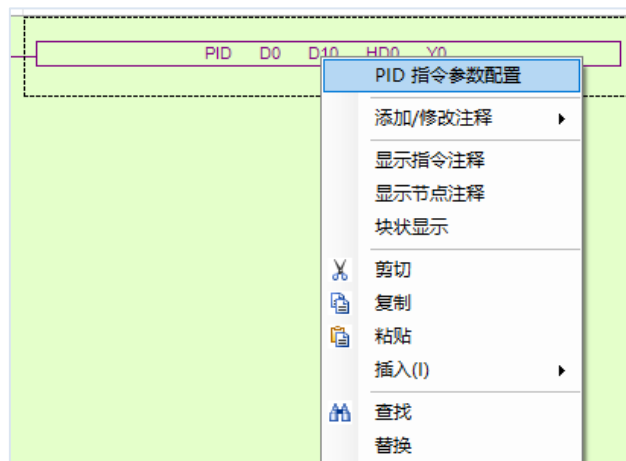 PID D0 D10 HD0 Y0
PID 指令参数配置
添加/修改注释
显示指令注释
显示节点注释
块状显示
剪切
复制
粘贴
插入(I)
查找
替换